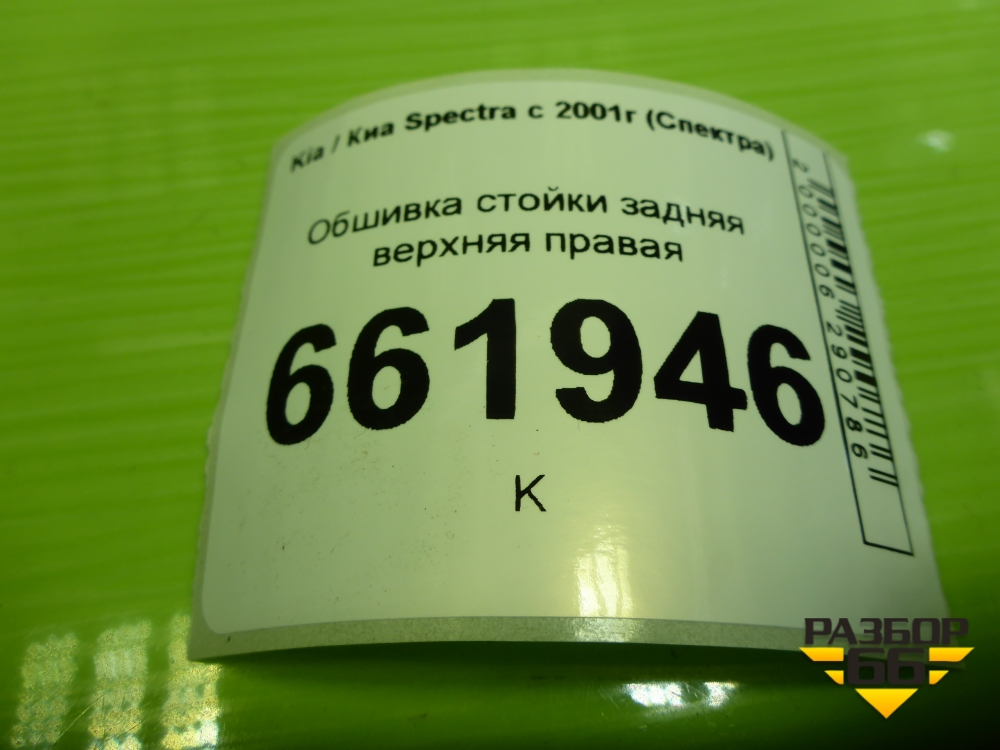 Kia / Киа Spectra с 2001г (Спектра)
Обшивка стойки задняя
верхняя правая
661946
К
2000006290786
РАЗБОР
66